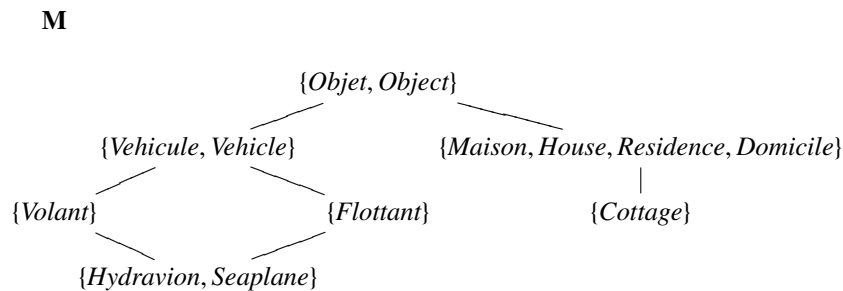 M
{Objet, Object}
{Vehicule, Vehicle} {Maison, House, Residence, Domicile}
{Volant} {Flottant} {Cottage}
{Hydravion, Seaplane}